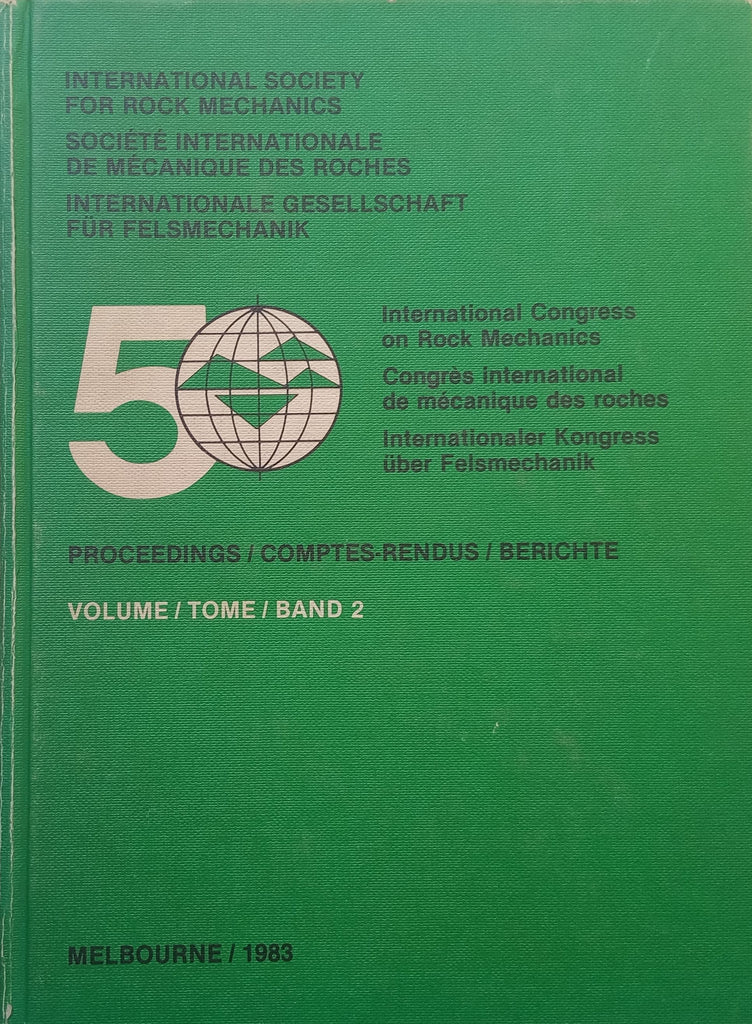 INTERNATIONAL SOCIETY
FOR ROCK MECHANICS
SOCIÉTÉ INTERNATIONALE
DE MÉCANIQUE DES ROCHES
INTERNATIONALE GESELLSCHAFT
FÜR FELSMECHANIK
5
International Congress
on Rock Mechanics
Congrès international
de mécanique des roches
Internationaler Kongress
über Felsmechanik
PROCEEDINGS / COMPTES-RENDUS / BERICHTE
VOLUME / TOME / BAND 2
MELBOURNE / 1983